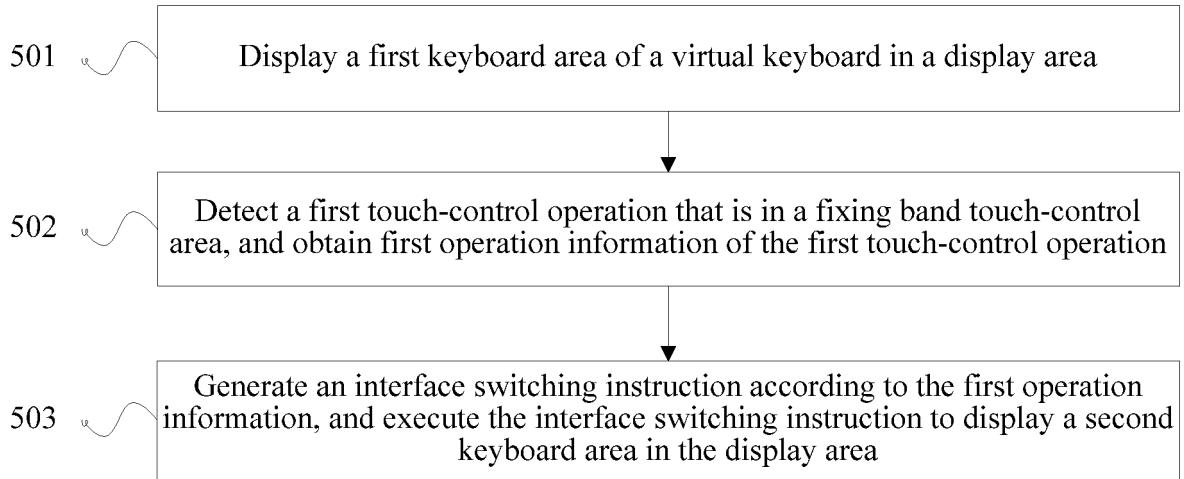 501
Display a first keyboard area of a virtual keyboard in a display area
502
Detect a first touch-control operation that is in a fixing band touch-control
area, and obtain first operation information of the first touch-control operation
503
Generate an interface switching instruction according to the first operation
information, and execute the interface switching instruction to display a second
keyboard area in the display area